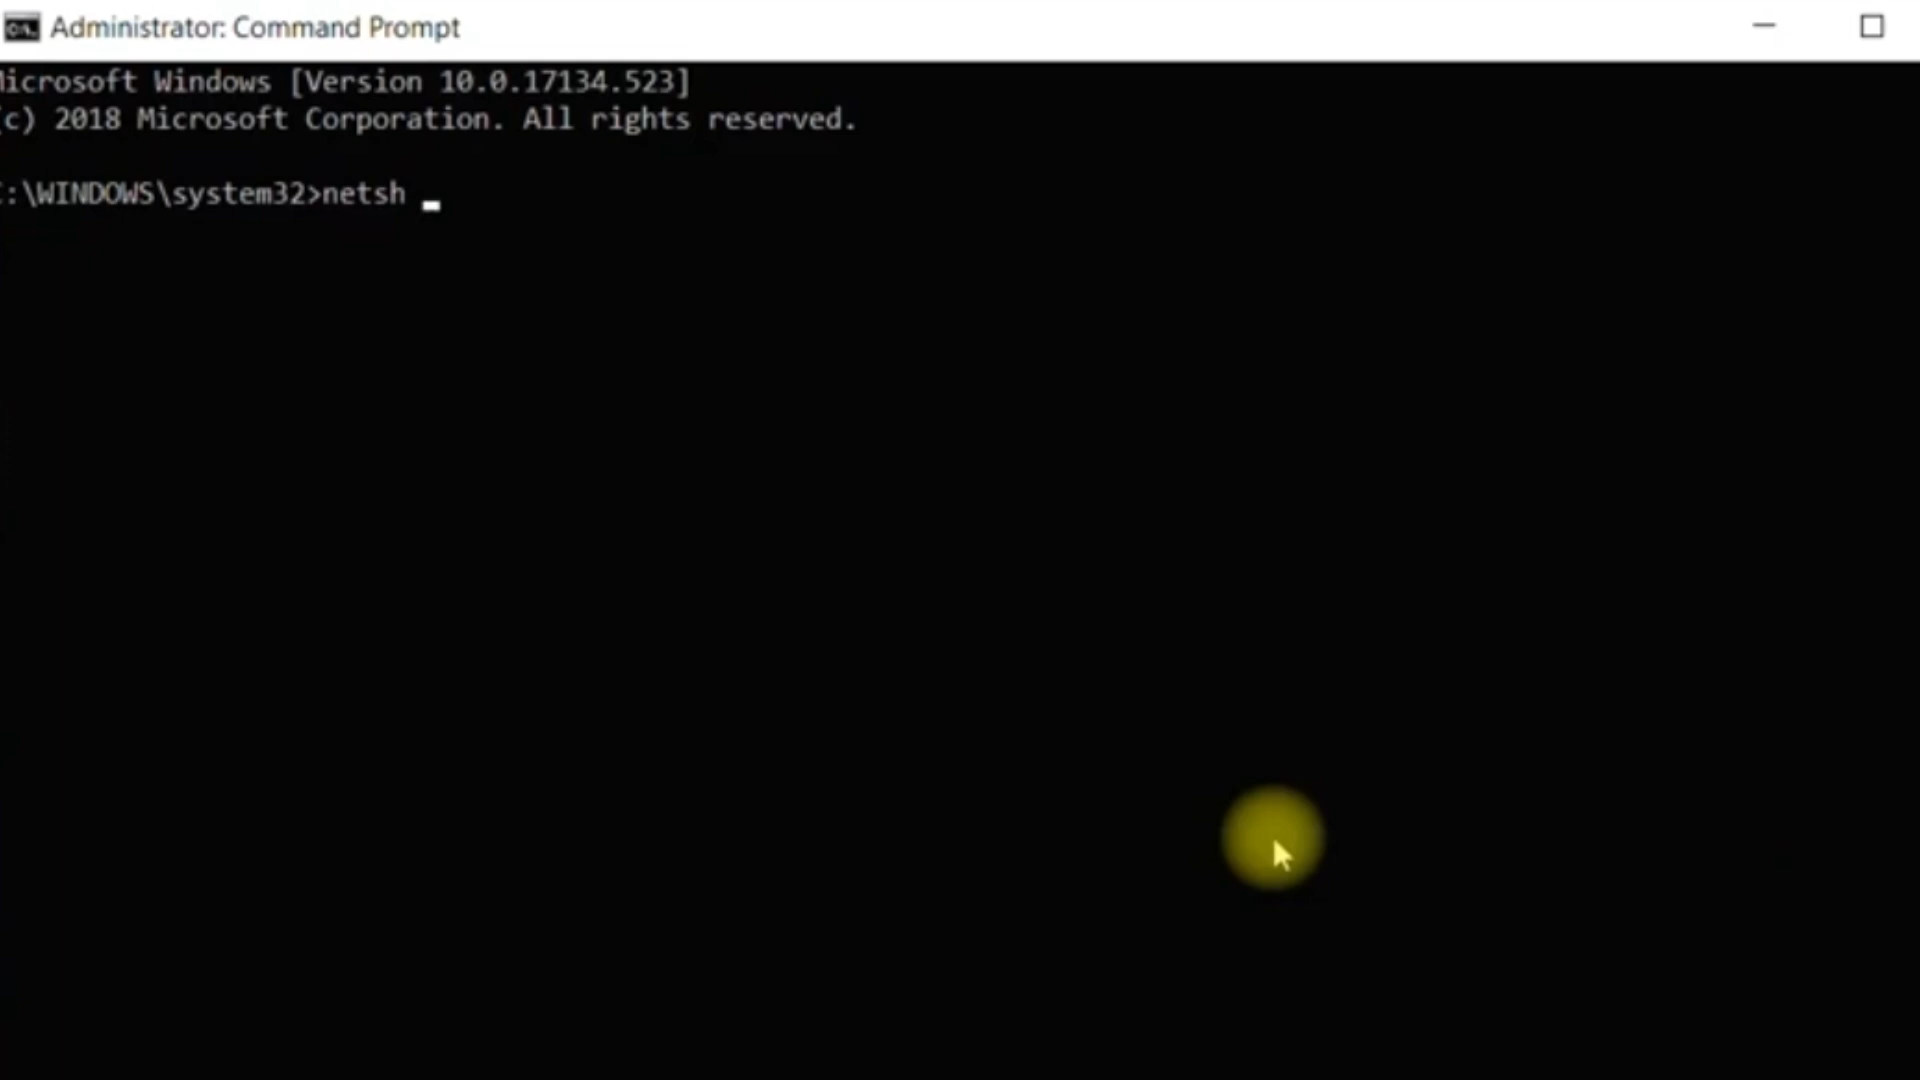 Administrator: Command Prompt
Microsoft Windows [Version 10.0.17134.523]
(c) 2018 Microsoft Corporation. All rights reserved.
C:\WINDOWS\system32>netsh